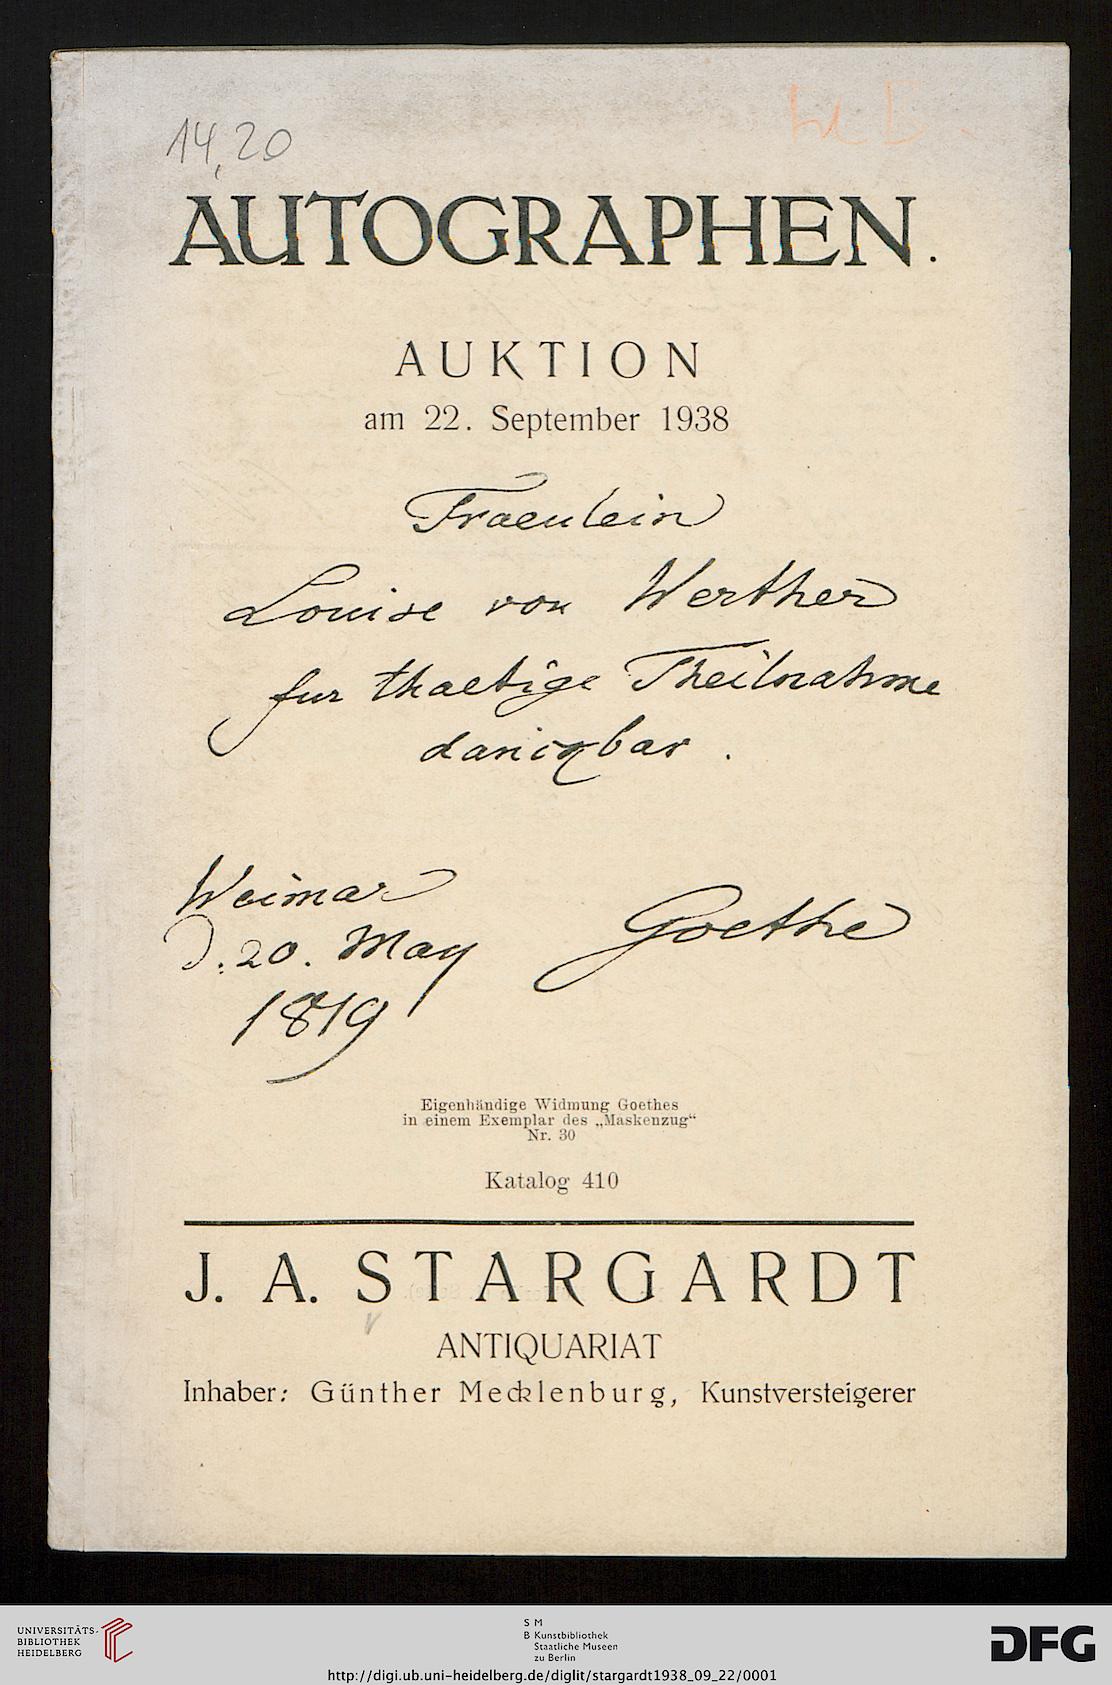 14,20
AUTOGRAPHEN.
AUKTION
am 22. September 1938
Fraeulein
Louise von Werther
fur thaetige Theilnahme
danckbar.
Weimar
d. 20. May
1819
Goethe
Eigenhändige Widmung Goethes
in einem Exemplar des „Maskenzug“
Nr. 30
Katalog 410
J. A. STARGARDT
ANTIQUARIAT
Inhaber: Günther Mecklenburg, Kunstversteigerer
UNIVERSITÄTS-
BIBLIOTHEK
HEIDELBERG
S M
B Kunstbibliothek
Staatliche Museen
zu Berlin
DFG
http://digi.ub.uni-heidelberg.de/diglit/stargardt1938_09_22/0001